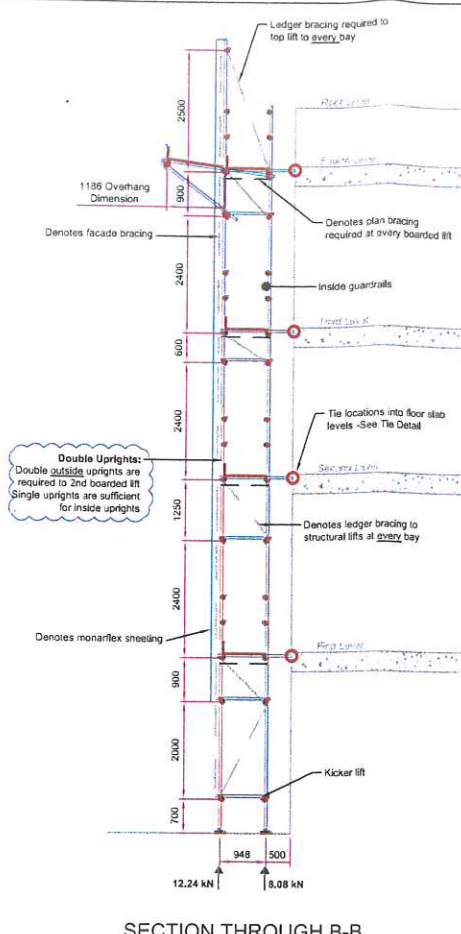 Ledger bracing required to
top lift to every bay
Roof Level
2500
Fourth Level
1186 Overhang
Dimension
900
Denotes plan bracing
required at every boarded lift
Denotes facade bracing
2400
Inside guardrails
Third Level
600
2400
Tie locations into floor slab
levels -See Tie Detail
Double Uprights:
Double outside uprights are
required to 2nd boarded lift
Single uprights are sufficient
for inside uprights
Second Level
1250
Denotes ledger bracing to
structural lifts at every bay
2400
Denotes monarflex sheeting
First Level
900
2000
Kicker lift
700
948
500
12.24 kN
8.08 kN
SECTION THROUGH B-B